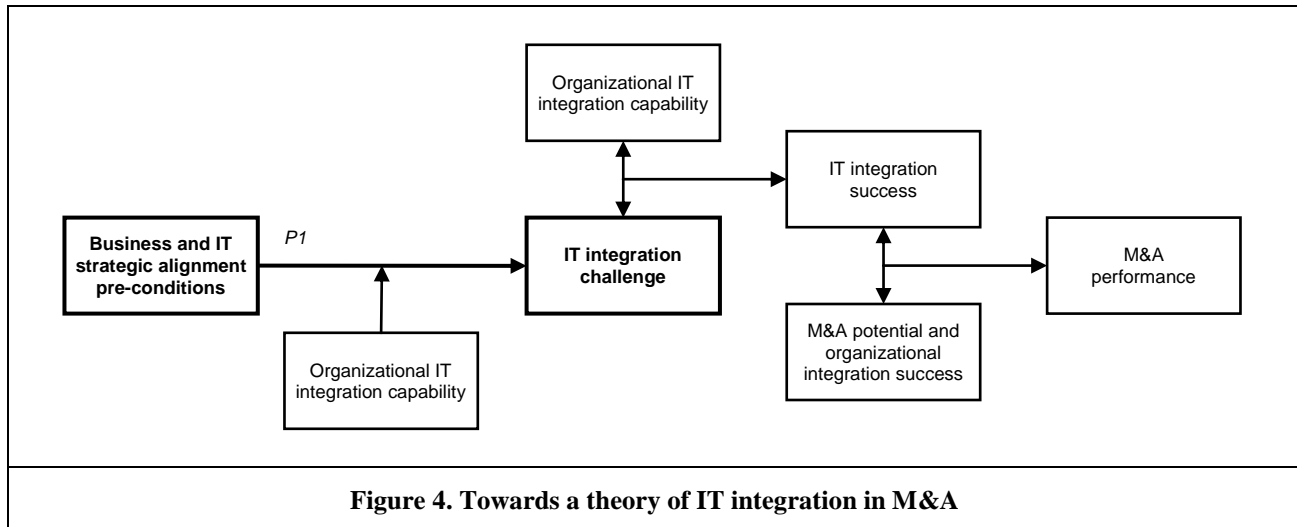 Organizational IT
integration capability
IT integration
success
Business and IT
strategic alignment
pre-conditions
P1
IT integration
challenge
M&A
performance
Organizational IT
integration capability
M&A potential and
organizational
integration success
Figure 4. Towards a theory of IT integration in M&A